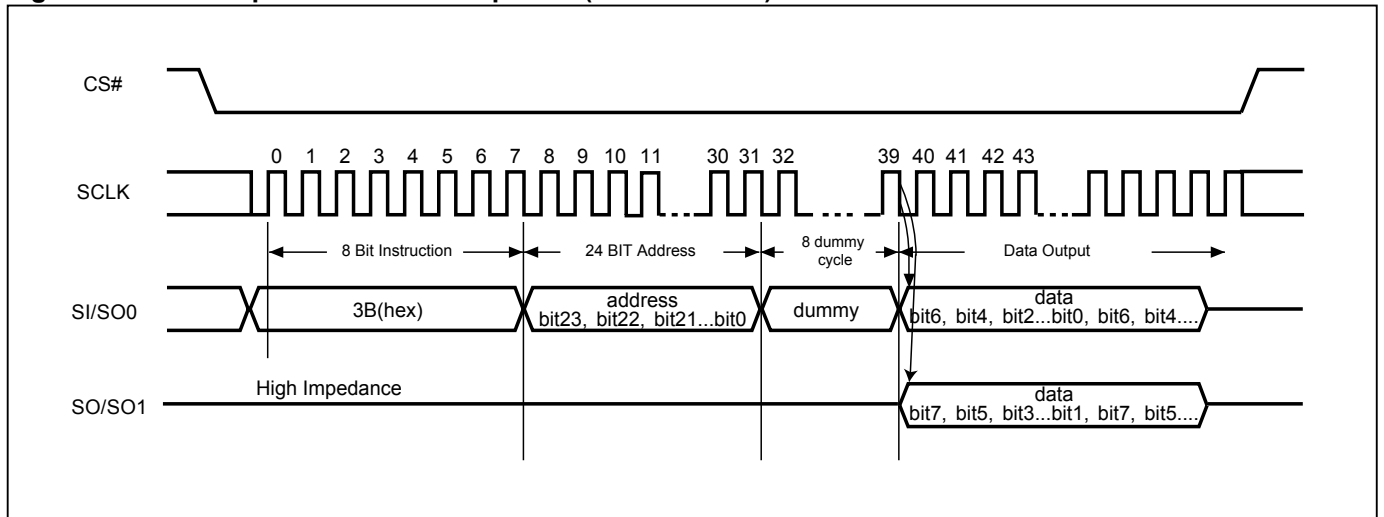 CS#
0 1 2 3 4 5 6 7 8 9 10 11 30 31 32 39 40 41 42 43
SCLK
8 Bit Instruction 24 BIT Address 8 dummy cycle Data Output
SI/SO0
3B(hex)
address
bit23, bit22, bit21...bit0
dummy
data
bit6, bit4, bit2...bit0, bit6, bit4....
High Impedance
SO/SO1
data
bit7, bit5, bit3...bit1, bit7, bit5....